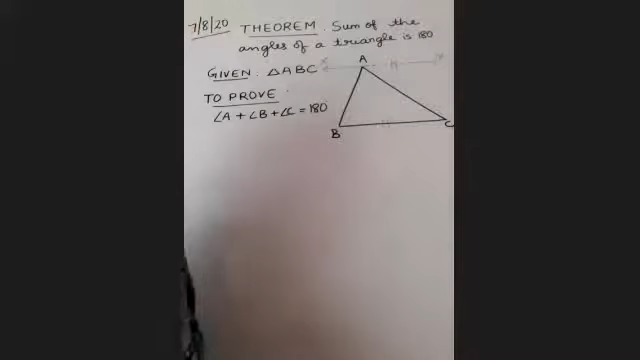 7/8/20 THEOREM. Sum of the
angles of a triangle is 180
GIVEN. △ABC
TO PROVE
∠A + ∠B + ∠C = 180
A
B
C